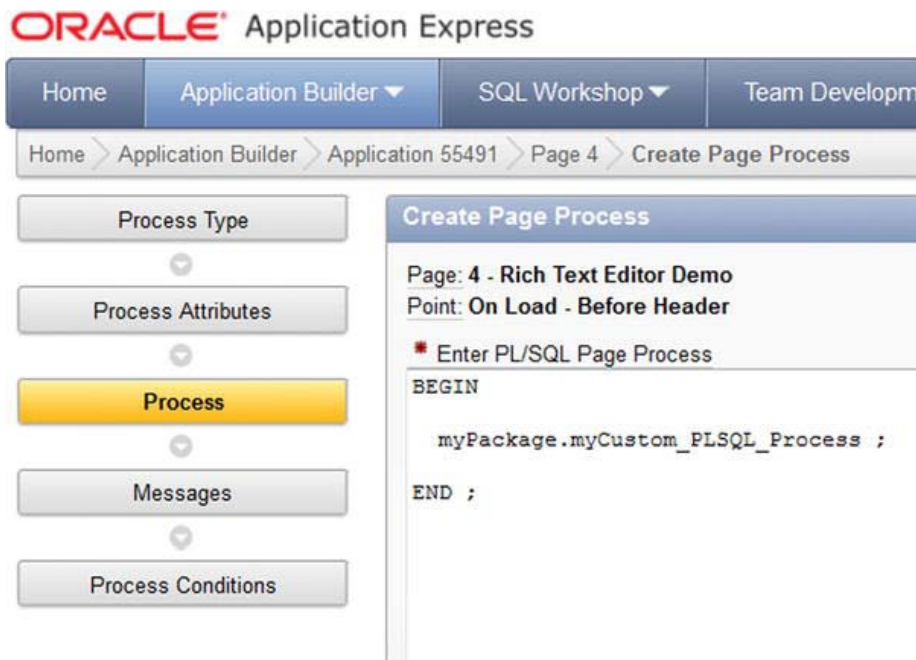 ORACLE Application Express
Home Application Builder SQL Workshop Team Developm
Home Application Builder Application 55491 Page 4 Create Page Process
Process Type
Process Attributes
Process
Messages
Process Conditions
Create Page Process
Page: 4 - Rich Text Editor Demo
Point: On Load - Before Header
* Enter PL/SQL Page Process
BEGIN
myPackage.myCustom_PLSQL_Process ;
END ;